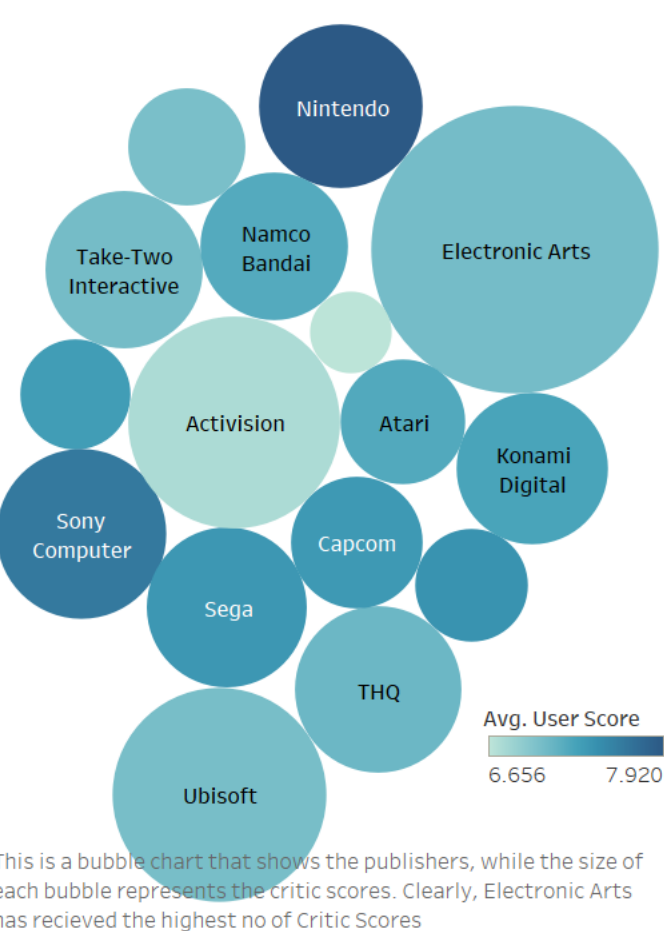 Nintendo
Namco
Bandai
Take-Two
Interactive
Electronic Arts
Activision
Atari
Konami
Digital
Sony
Computer
Capcom
Sega
THQ
Ubisoft
Avg. User Score
6.656 7.920
This is a bubble chart that shows the publishers, while the size of
each bubble represents the critic scores. Clearly, Electronic Arts
has recieved the highest no of Critic Scores